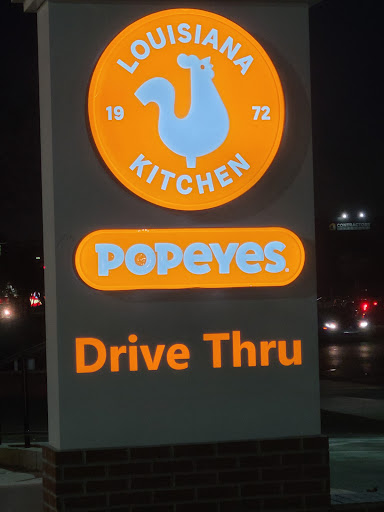 LOUISIANA
19 72
KITCHEN
POPEYES.
Drive Thru